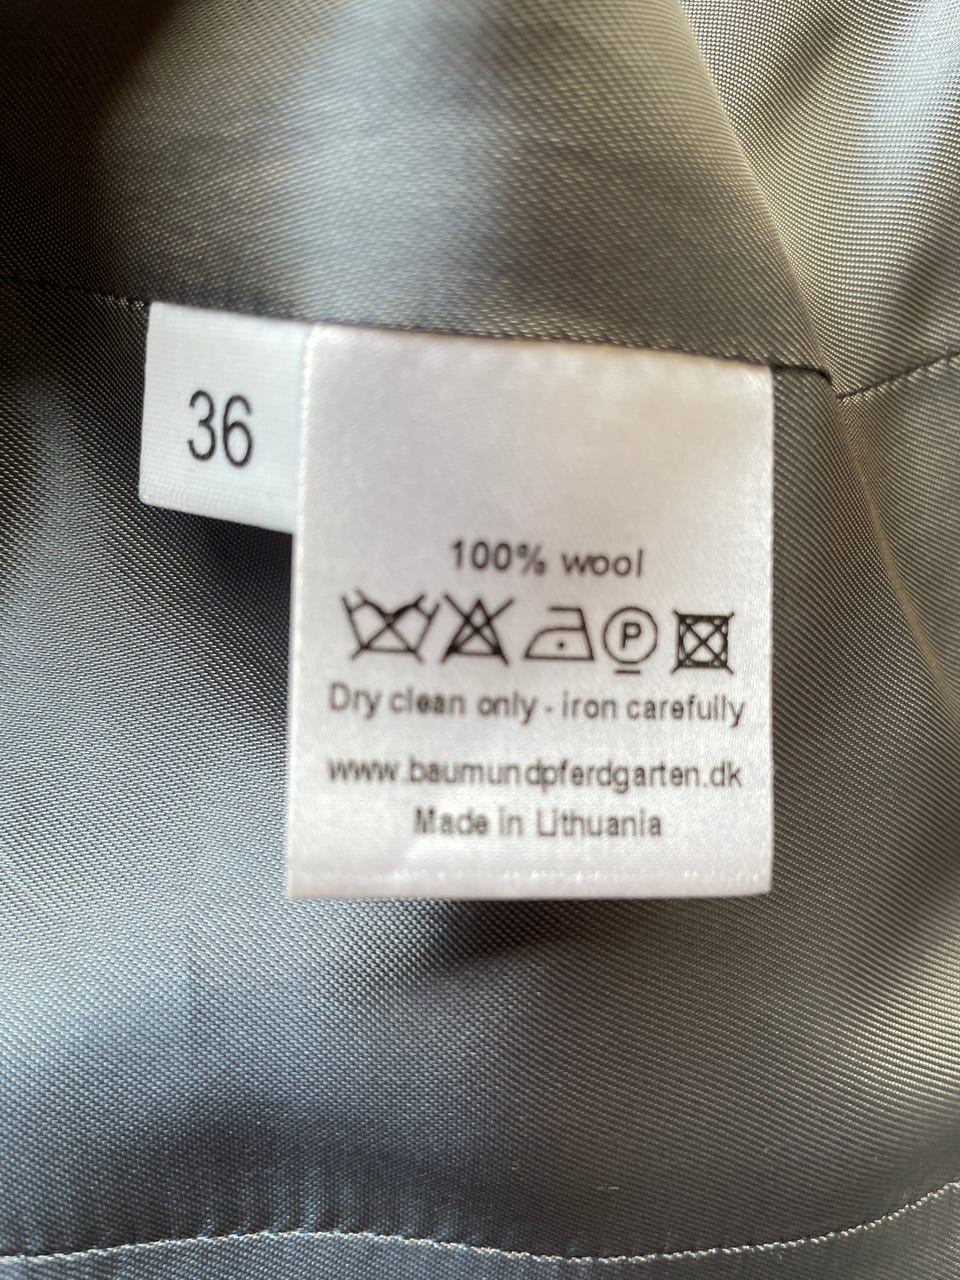 36
100% wool
P
Dry clean only - iron carefully
www.baumundpferdgarten.dk
Made in Lithuania